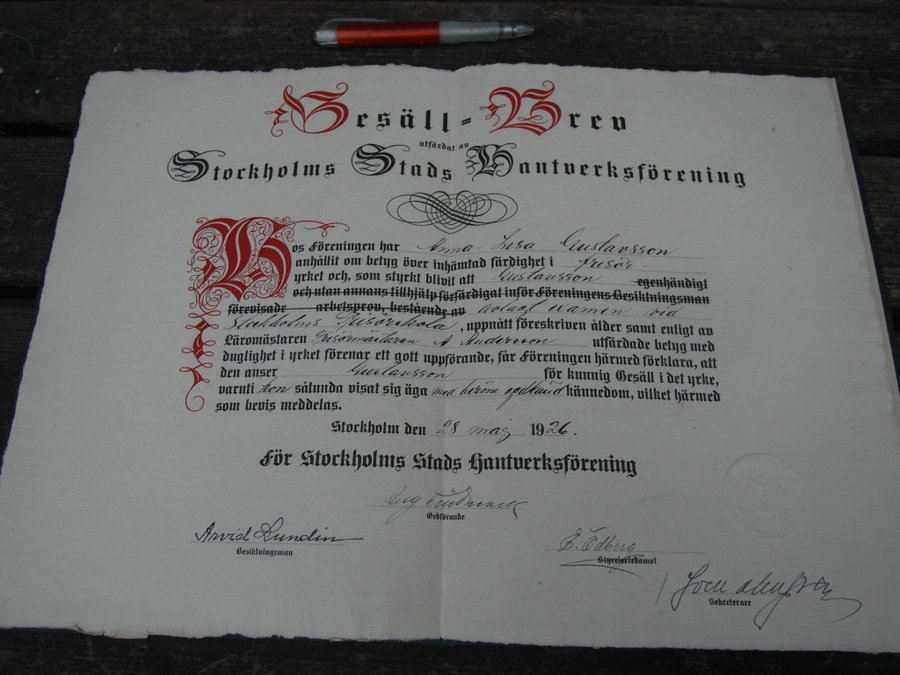 Gesäll-Brev
utfärdat av
Stockholms Stads Hantverksförening
Hos Föreningen har Anna-Lisa Gustavsson
anhållit om betyg över inhämtad färdighet i frisör-
yrket och, som styrkt blivit att Gustavsson egenhändigt
och utan annans tillhjälp förfärdigat inför Föreningens Besiktningsman
förevisade arbetsprov, bestående av avlagt examen vid
Stockholms Frisörskola, uppnått föreskriven ålder samt enligt av
Läromästaren Frisörmästaren A Andersson utfärdade betyg med
duglighet i yrket förenar ett gott uppförande, får Föreningen härmed förklara, att
den anser Gustavsson för kunnig Gesäll i det yrke,
varuti hon sålunda visat sig äga med beröm godkänd kännedom, vilket härmed
som bevis meddelas.
Stockholm den 28 maj 1926.
För Stockholms Stads Hantverksförening
Ordförande
Arvid Lundin
Besiktningsman
E. Ödberg
Styrelseledamot
Sekreterare